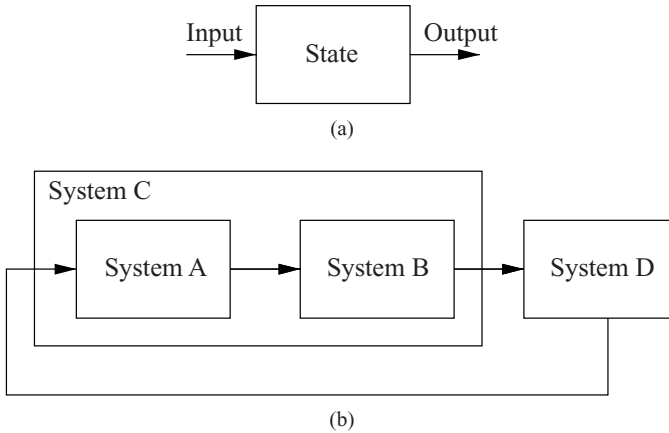 Input
State
Output
(a)
System C
System A
System B
System D
(b)